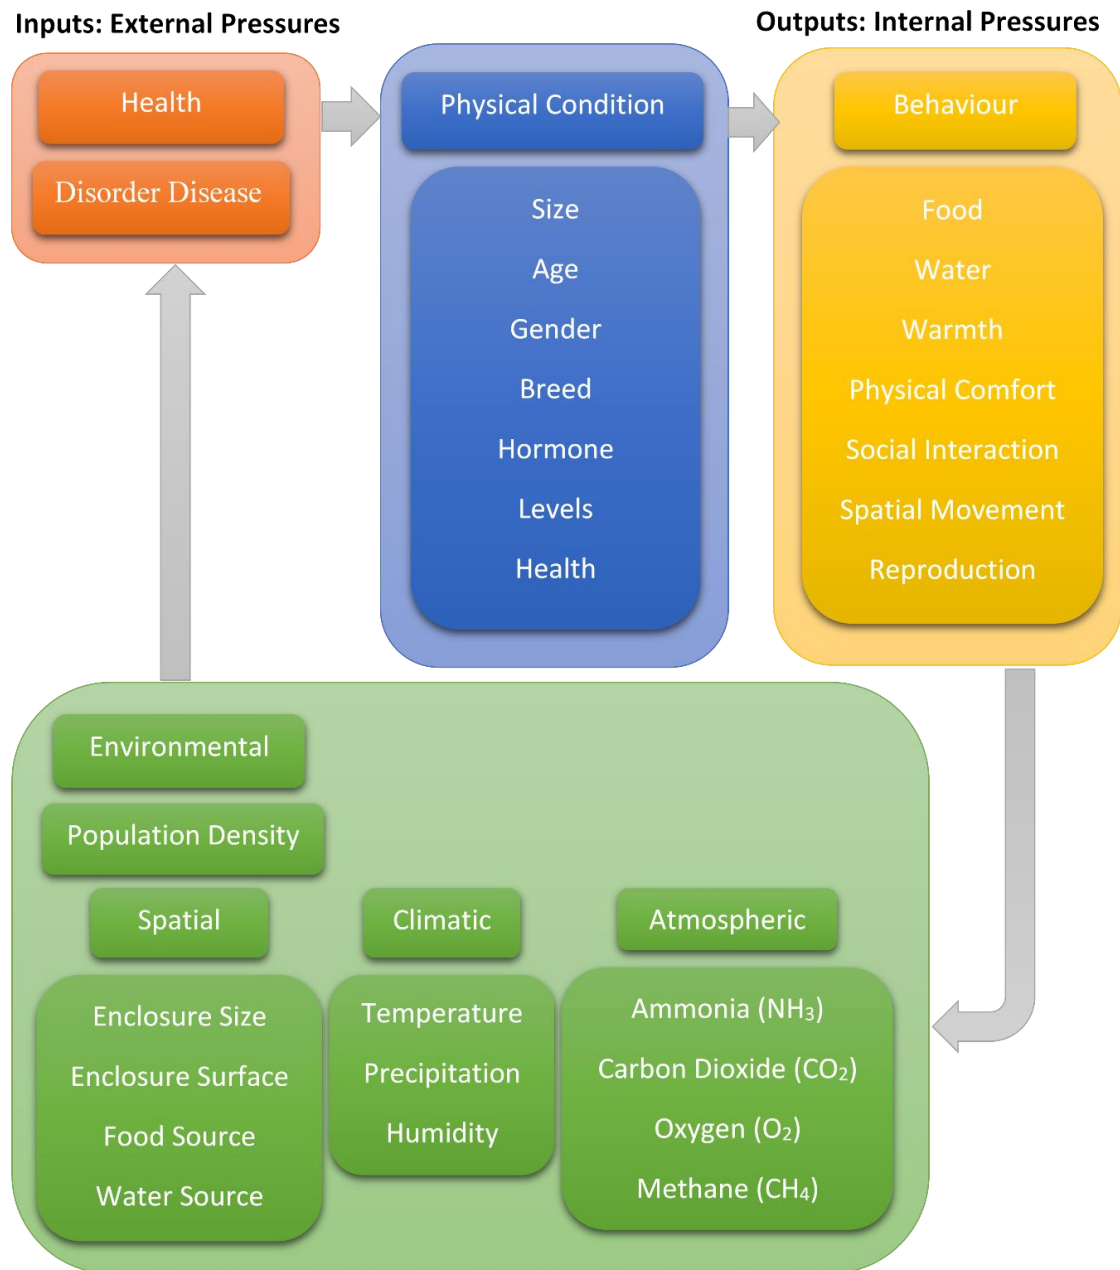 Inputs: External Pressures
Outputs: Internal Pressures
Health
Disorder Disease
Physical Condition
Size
Age
Gender
Breed
Hormone
Levels
Health
Behaviour
Food
Water
Warmth
Physical Comfort
Social Interaction
Spatial Movement
Reproduction
Environmental
Population Density
Spatial
Enclosure Size
Enclosure Surface
Food Source
Water Source
Climatic
Temperature
Precipitation
Humidity
Atmospheric
Ammonia (NH₃)
Carbon Dioxide (CO₂)
Oxygen (O₂)
Methane (CH₄)